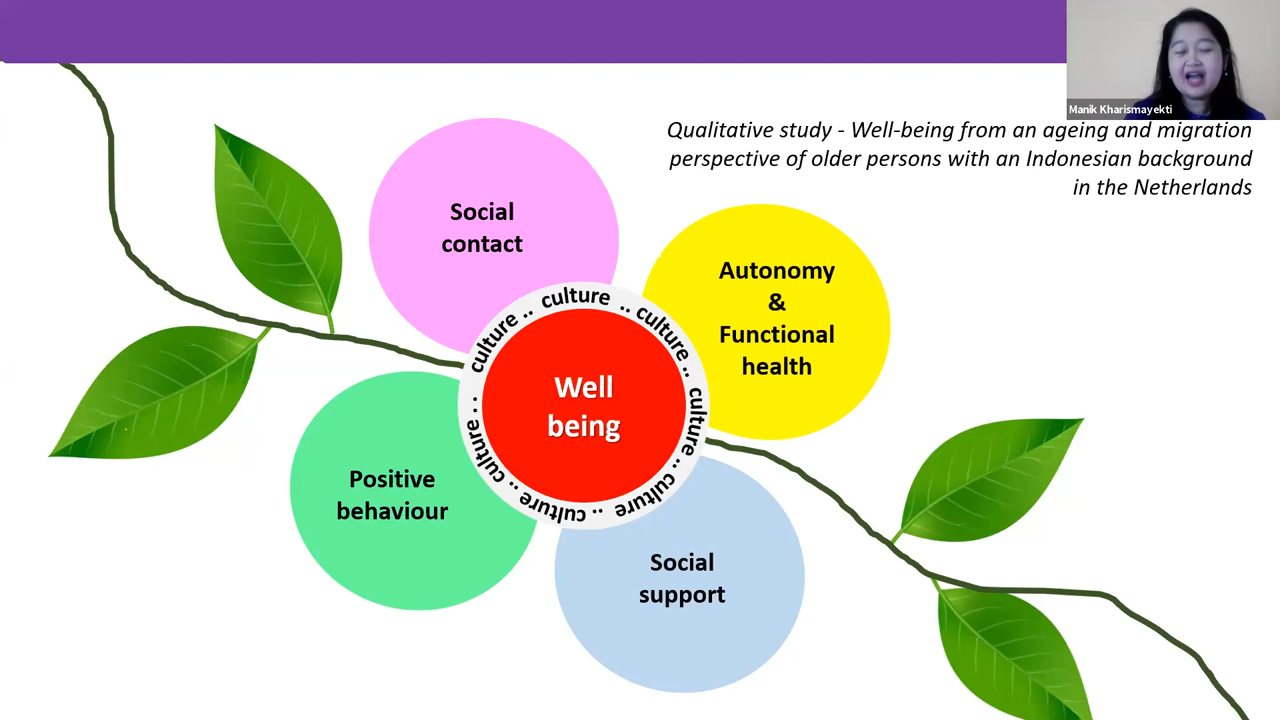 Manik Kharismayekti
Qualitative study - Well-being from an ageing and migration
perspective of older persons with an Indonesian background
in the Netherlands
Social
contact
Autonomy
&
Functional
health
culture .. culture .. culture .. culture .. culture .. culture .. culture ..
Well
being
Positive
behaviour
Social
support